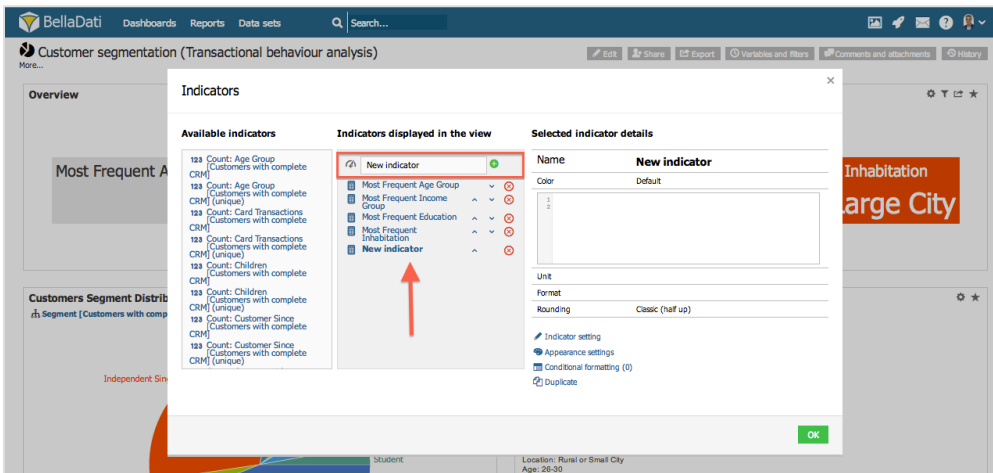 BellaDati Dashboards Reports Data sets Search...
Customer segmentation (Transactional behaviour analysis)
Edit Share Export Variables and filters Comments and attachments History
More...
Overview
Indicators
×
Available indicators
123 Count: Age Group
[Customers with complete
CRM]
123 Count: Age Group
[Customers with complete
CRM] (unique)
123 Count: Card Transactions
[Customers with complete
CRM]
123 Count: Card Transactions
[Customers with complete
CRM] (unique)
123 Count: Children
[Customers with complete
CRM]
123 Count: Children
[Customers with complete
CRM] (unique)
123 Count: Customer Since
[Customers with complete
CRM]
123 Count: Customer Since
[Customers with complete
CRM] (unique)
Indicators displayed in the view
New indicator
Most Frequent Age Group
Most Frequent Income
Group
Most Frequent Education
Most Frequent
Inhabitation
New indicator
Selected indicator details
Name New indicator
Color Default
1
2
Unit
Format
Rounding Classic (half up)
Indicator setting
Appearance settings
Conditional formatting (0)
Duplicate
OK
Most Frequent A
Inhabitation
arge City
Customers Segment Distrib
Segment [Customers with comp
Independent Sin
Student
Location: Rural or Small City
Age: 26-30